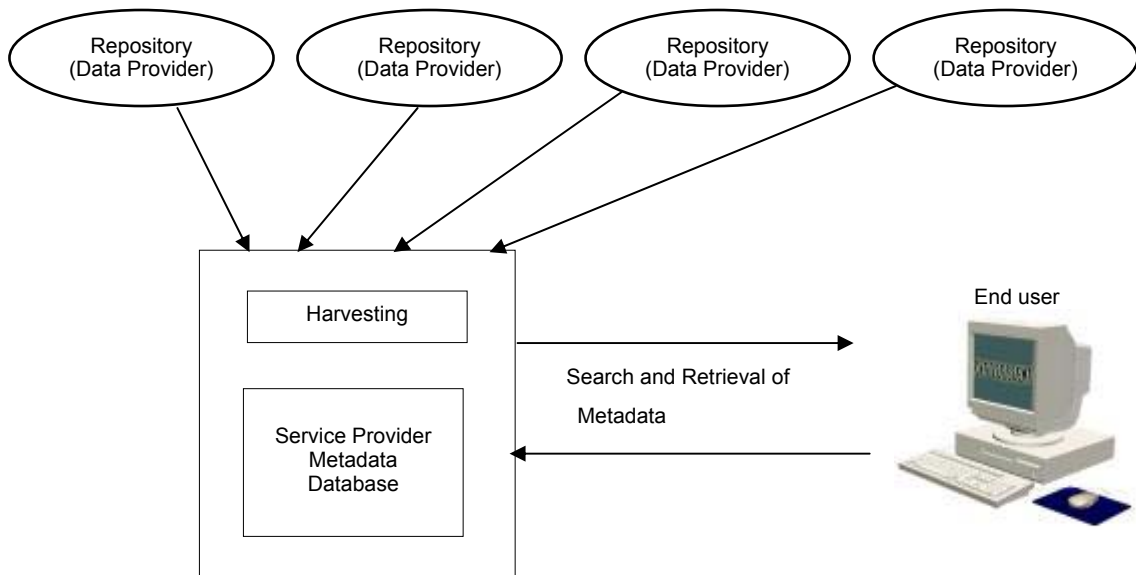 Repository
(Data Provider)
Repository
(Data Provider)
Repository
(Data Provider)
Repository
(Data Provider)
Harvesting
End user
Search and Retrieval of
Metadata
Service Provider
Metadata
Database